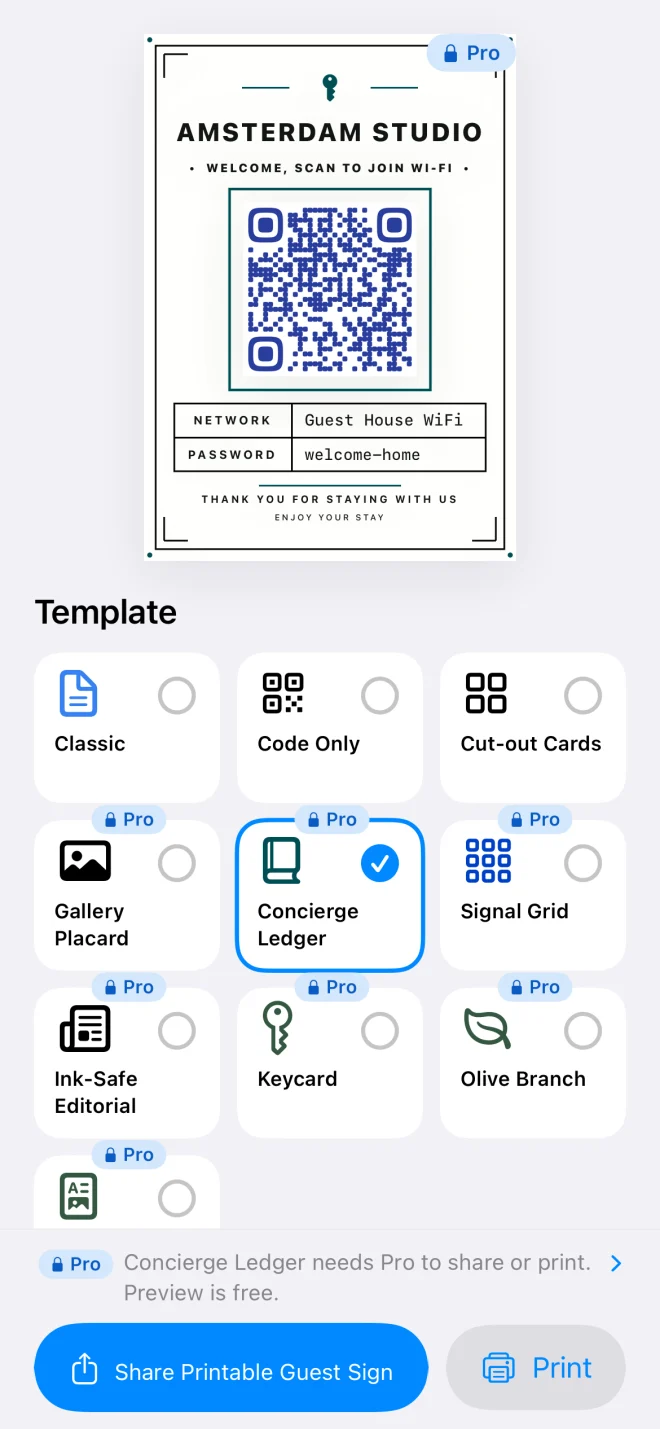 Pro
AMSTERDAM STUDIO
• WELCOME, SCAN TO JOIN WI-FI •
NETWORK Guest House WiFi
PASSWORD welcome-home
THANK YOU FOR STAYING WITH US
ENJOY YOUR STAY
Template
Classic
Code Only
Cut-out Cards
Pro
Gallery
Placard
Pro
Concierge
Ledger
Pro
Signal Grid
Pro
Ink-Safe
Editorial
Pro
Keycard
Pro
Olive Branch
Pro
A
Pro
Concierge Ledger needs Pro to share or print.
Preview is free.
Share Printable Guest Sign
Print